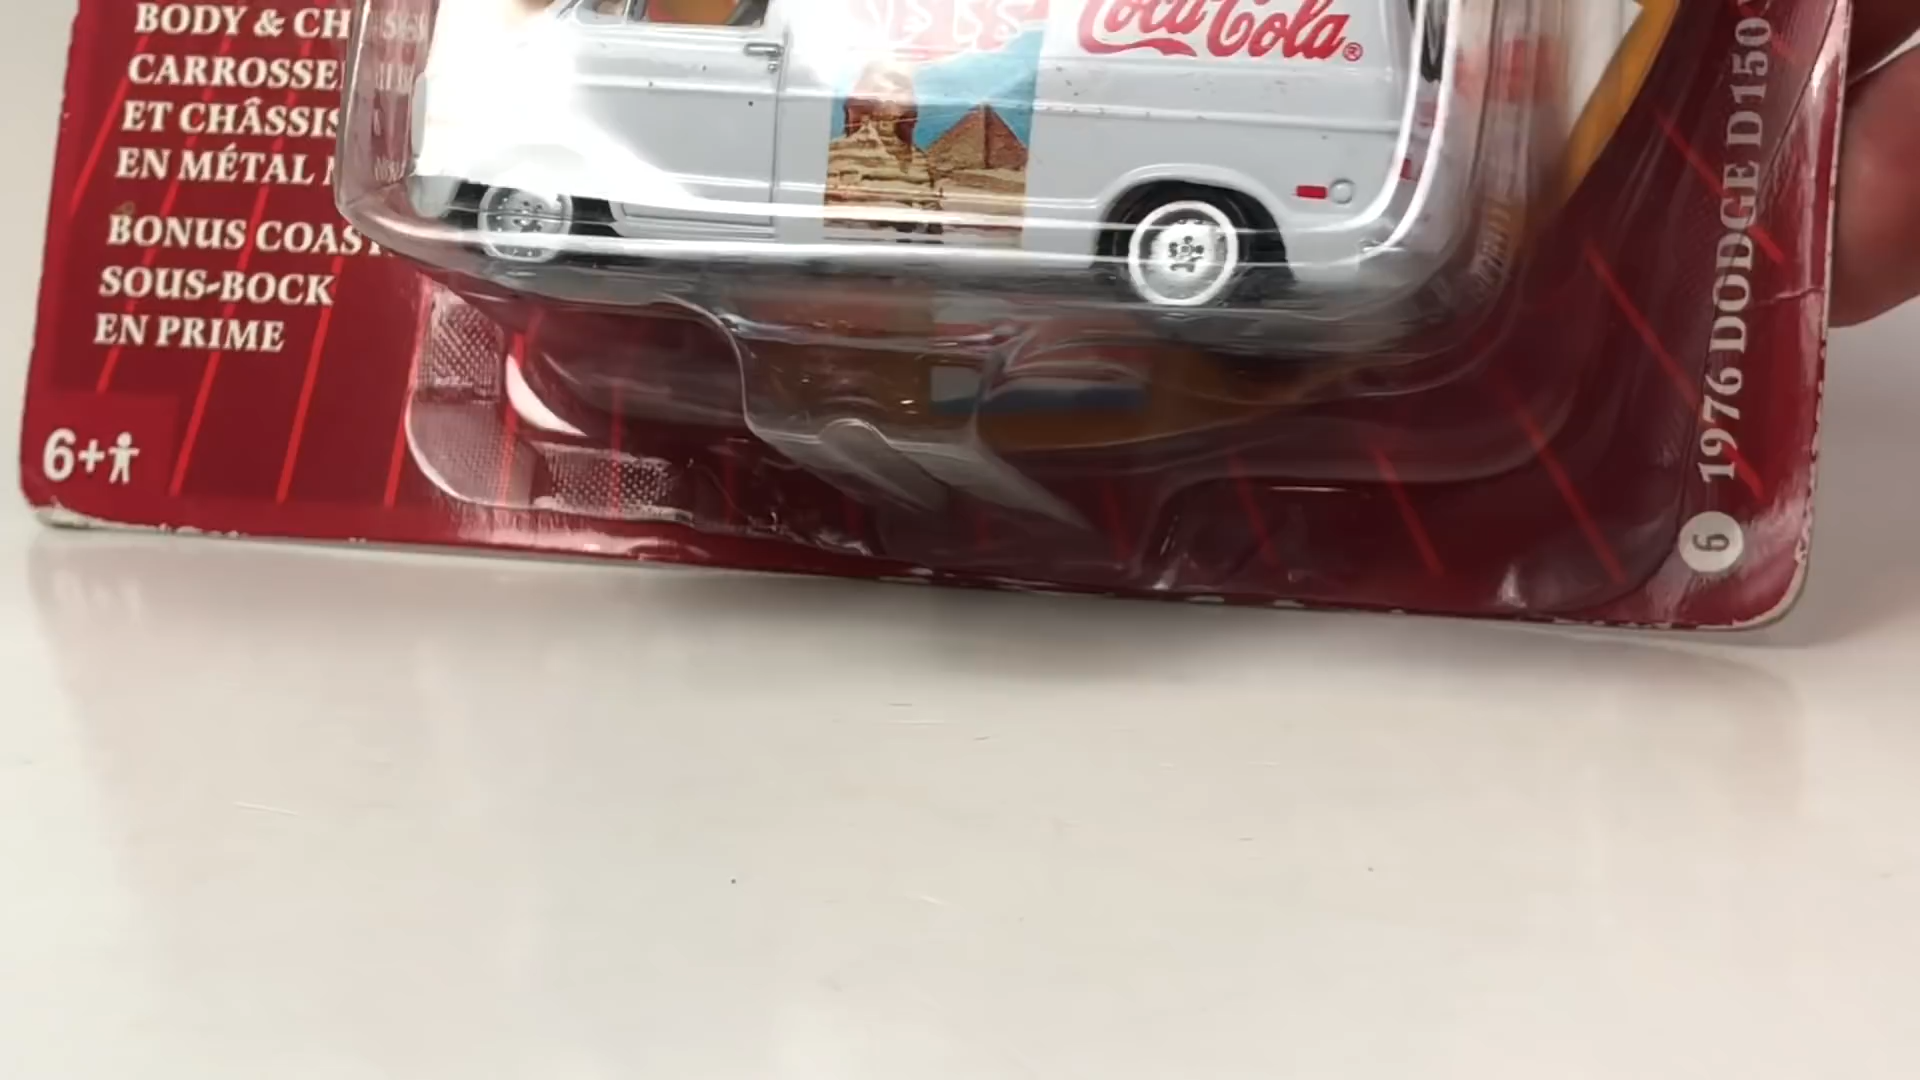 BODY & CH
CARROSSE
ET CHÂSSIS
EN MÉTAL
BONUS COAST
SOUS-BOCK
EN PRIME
6+
Coca-Cola®
1976 DODGE D150
6